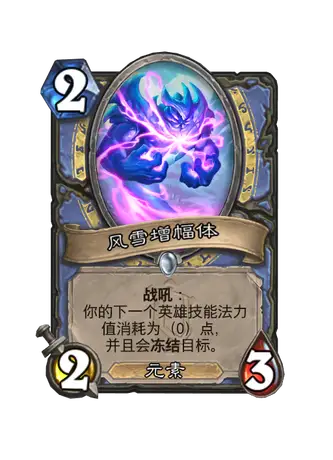 2
风雪增幅体
战吼：
你的下一个英雄技能法力
值消耗为（0）点，
并且会冻结目标。
2
元素
3